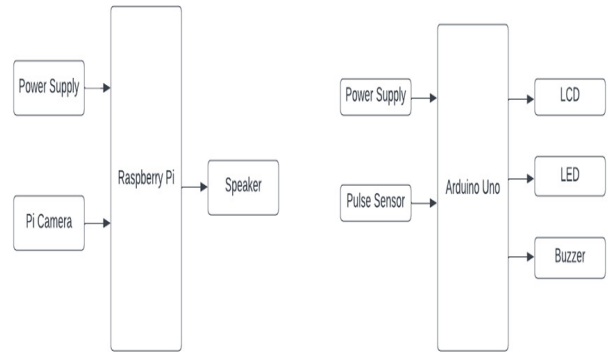 Power Supply
Pi Camera
Raspberry Pi
Speaker
Power Supply
Pulse Sensor
Arduino Uno
LCD
LED
Buzzer